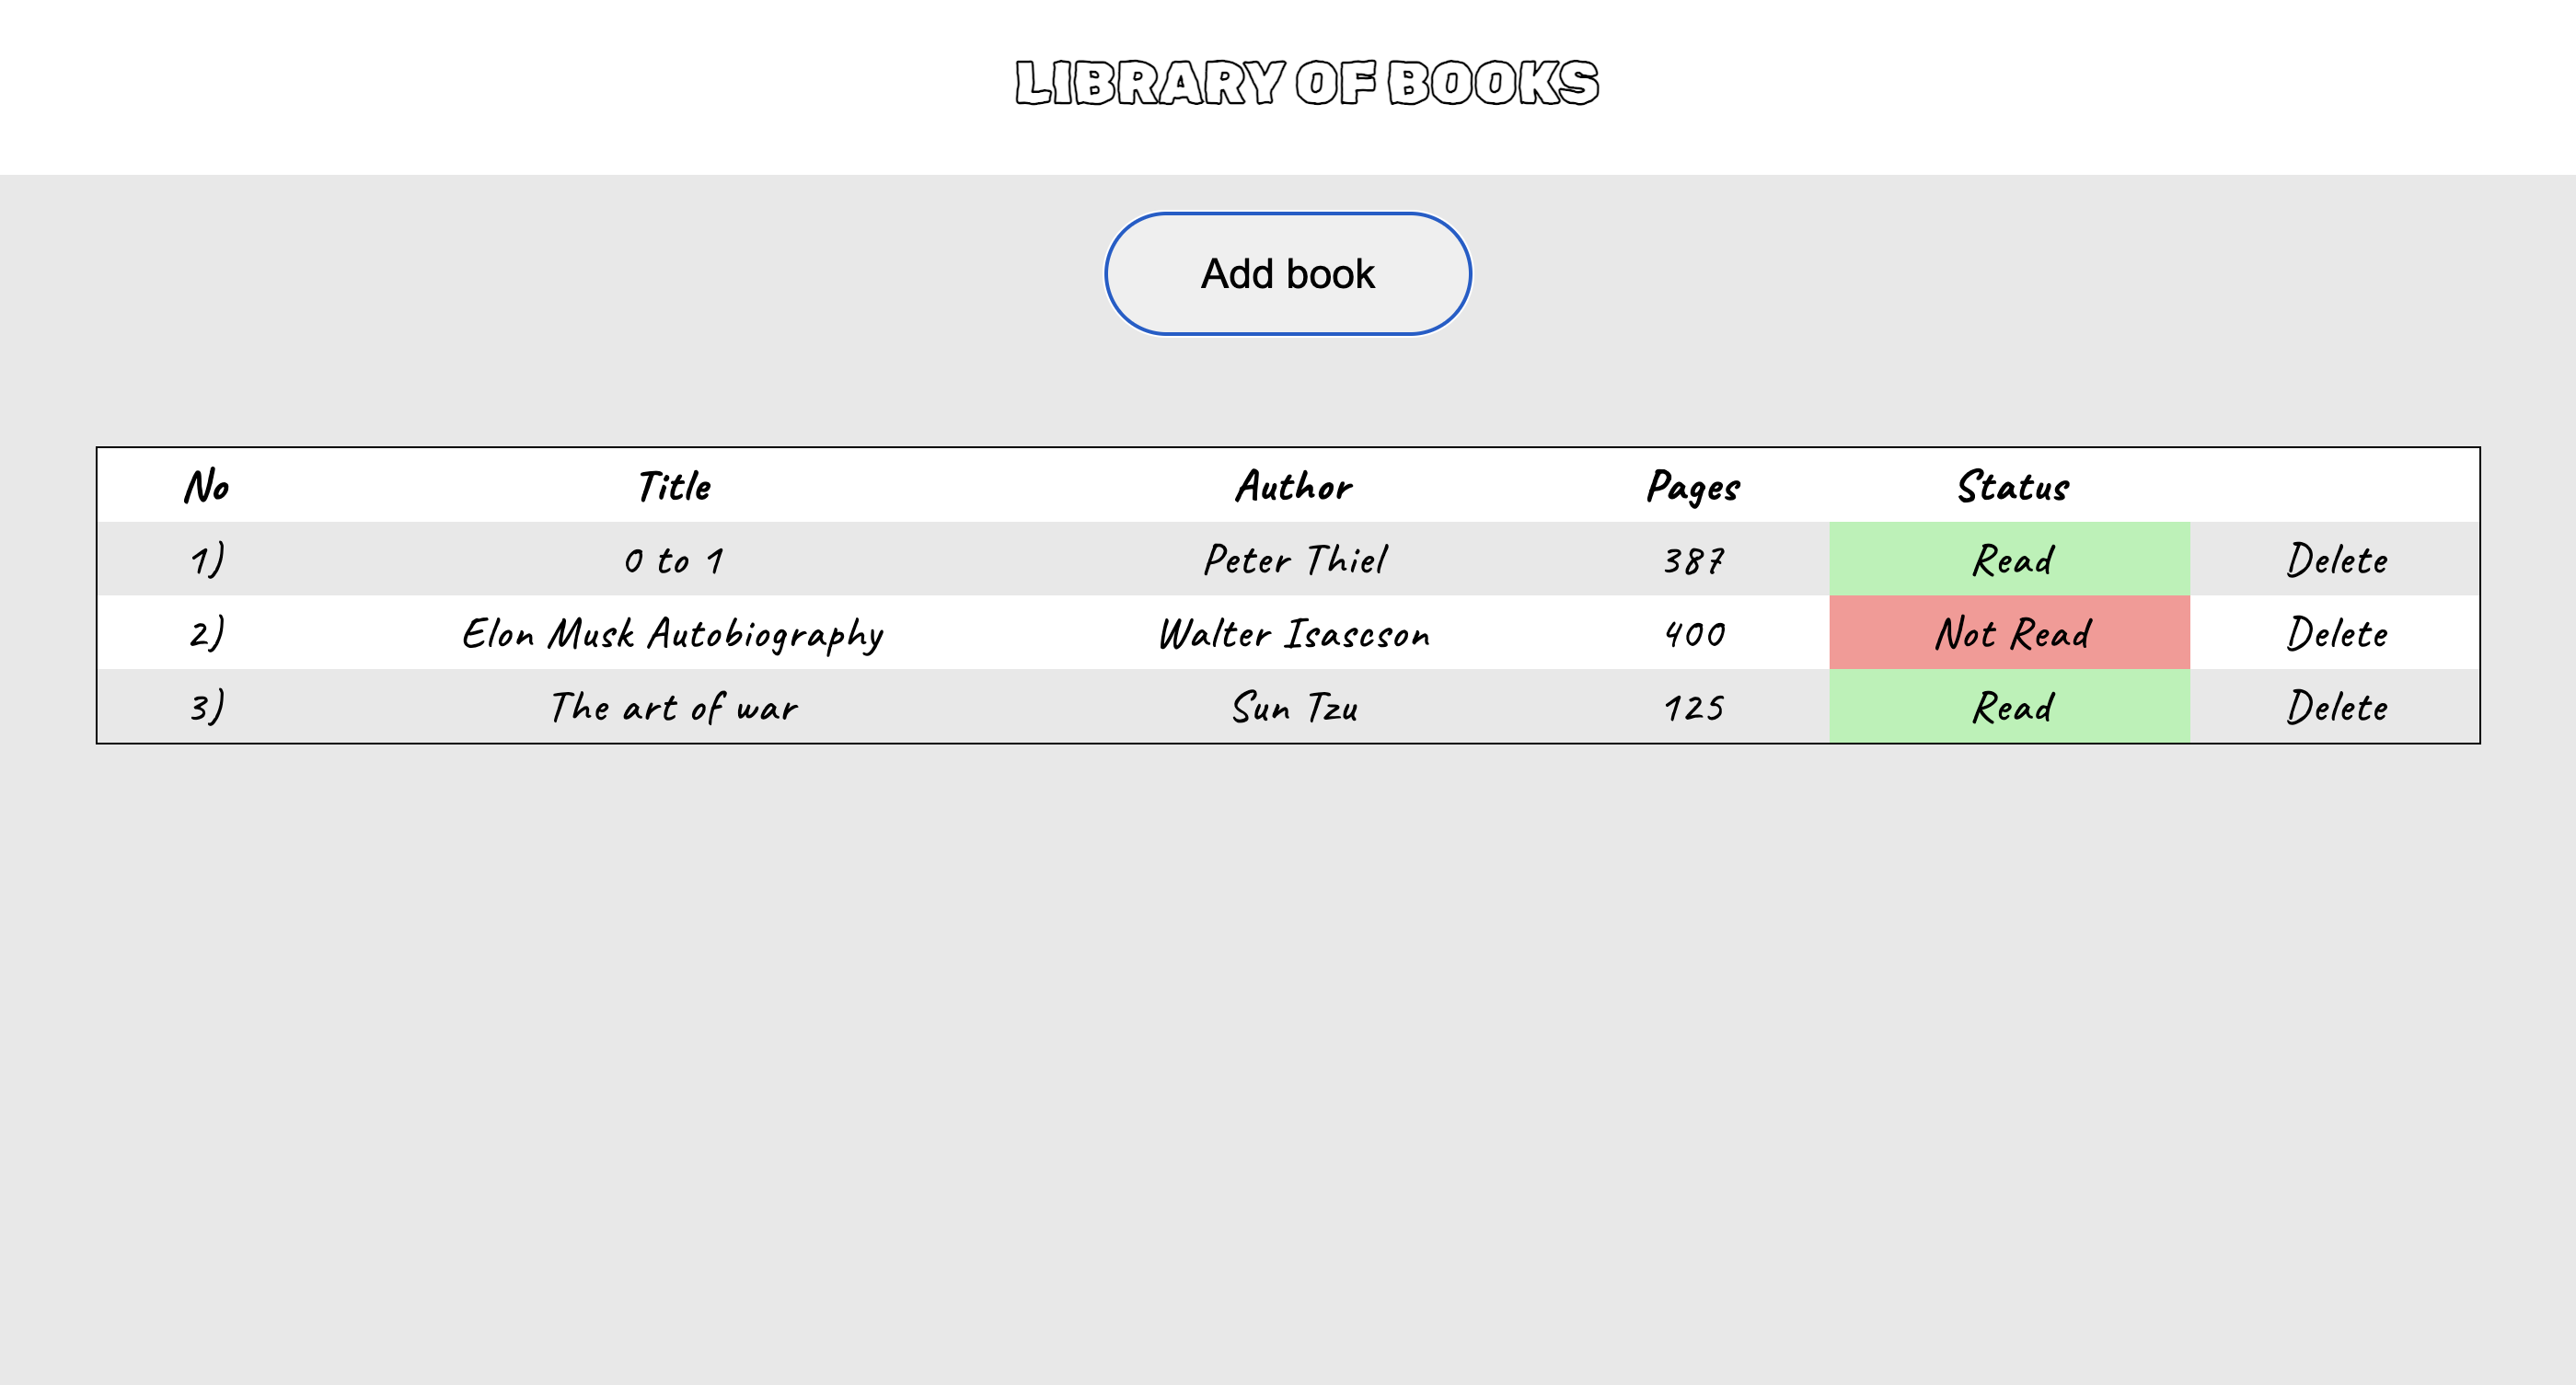 LIBRARY OF BOOKS
Add book
No Title Author Pages Status
1) 0 to 1 Peter Thiel 387 Read Delete
2) Elon Musk Autobiography Walter Isascson 400 Not Read Delete
3) The art of war Sun Tzu 125 Read Delete